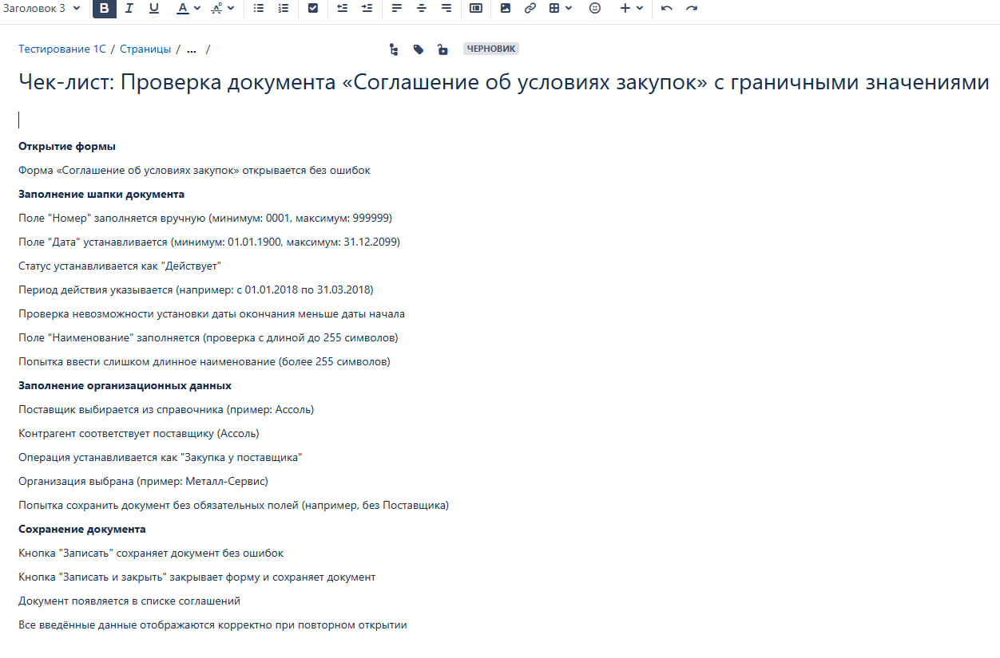 Заголовок 3 B I U A
Тестирование 1С / Страницы / ... / ЧЕРНОВИК
Чек-лист: Проверка документа «Соглашение об условиях закупок» с граничными значениями
Открытие формы
Форма «Соглашение об условиях закупок» открывается без ошибок
Заполнение шапки документа
Поле "Номер" заполняется вручную (минимум: 0001, максимум: 999999)
Поле "Дата" устанавливается (минимум: 01.01.1900, максимум: 31.12.2099)
Статус устанавливается как "Действует"
Период действия указывается (например: с 01.01.2018 по 31.03.2018)
Проверка невозможности установки даты окончания меньше даты начала
Поле "Наименование" заполняется (проверка с длиной до 255 символов)
Попытка ввести слишком длинное наименование (более 255 символов)
Заполнение организационных данных
Поставщик выбирается из справочника (пример: Ассоль)
Контрагент соответствует поставщику (Ассоль)
Операция устанавливается как "Закупка у поставщика"
Организация выбрана (пример: Металл-Сервис)
Попытка сохранить документ без обязательных полей (например, без Поставщика)
Сохранение документа
Кнопка "Записать" сохраняет документ без ошибок
Кнопка "Записать и закрыть" закрывает форму и сохраняет документ
Документ появляется в списке соглашений
Все введённые данные отображаются корректно при повторном открытии